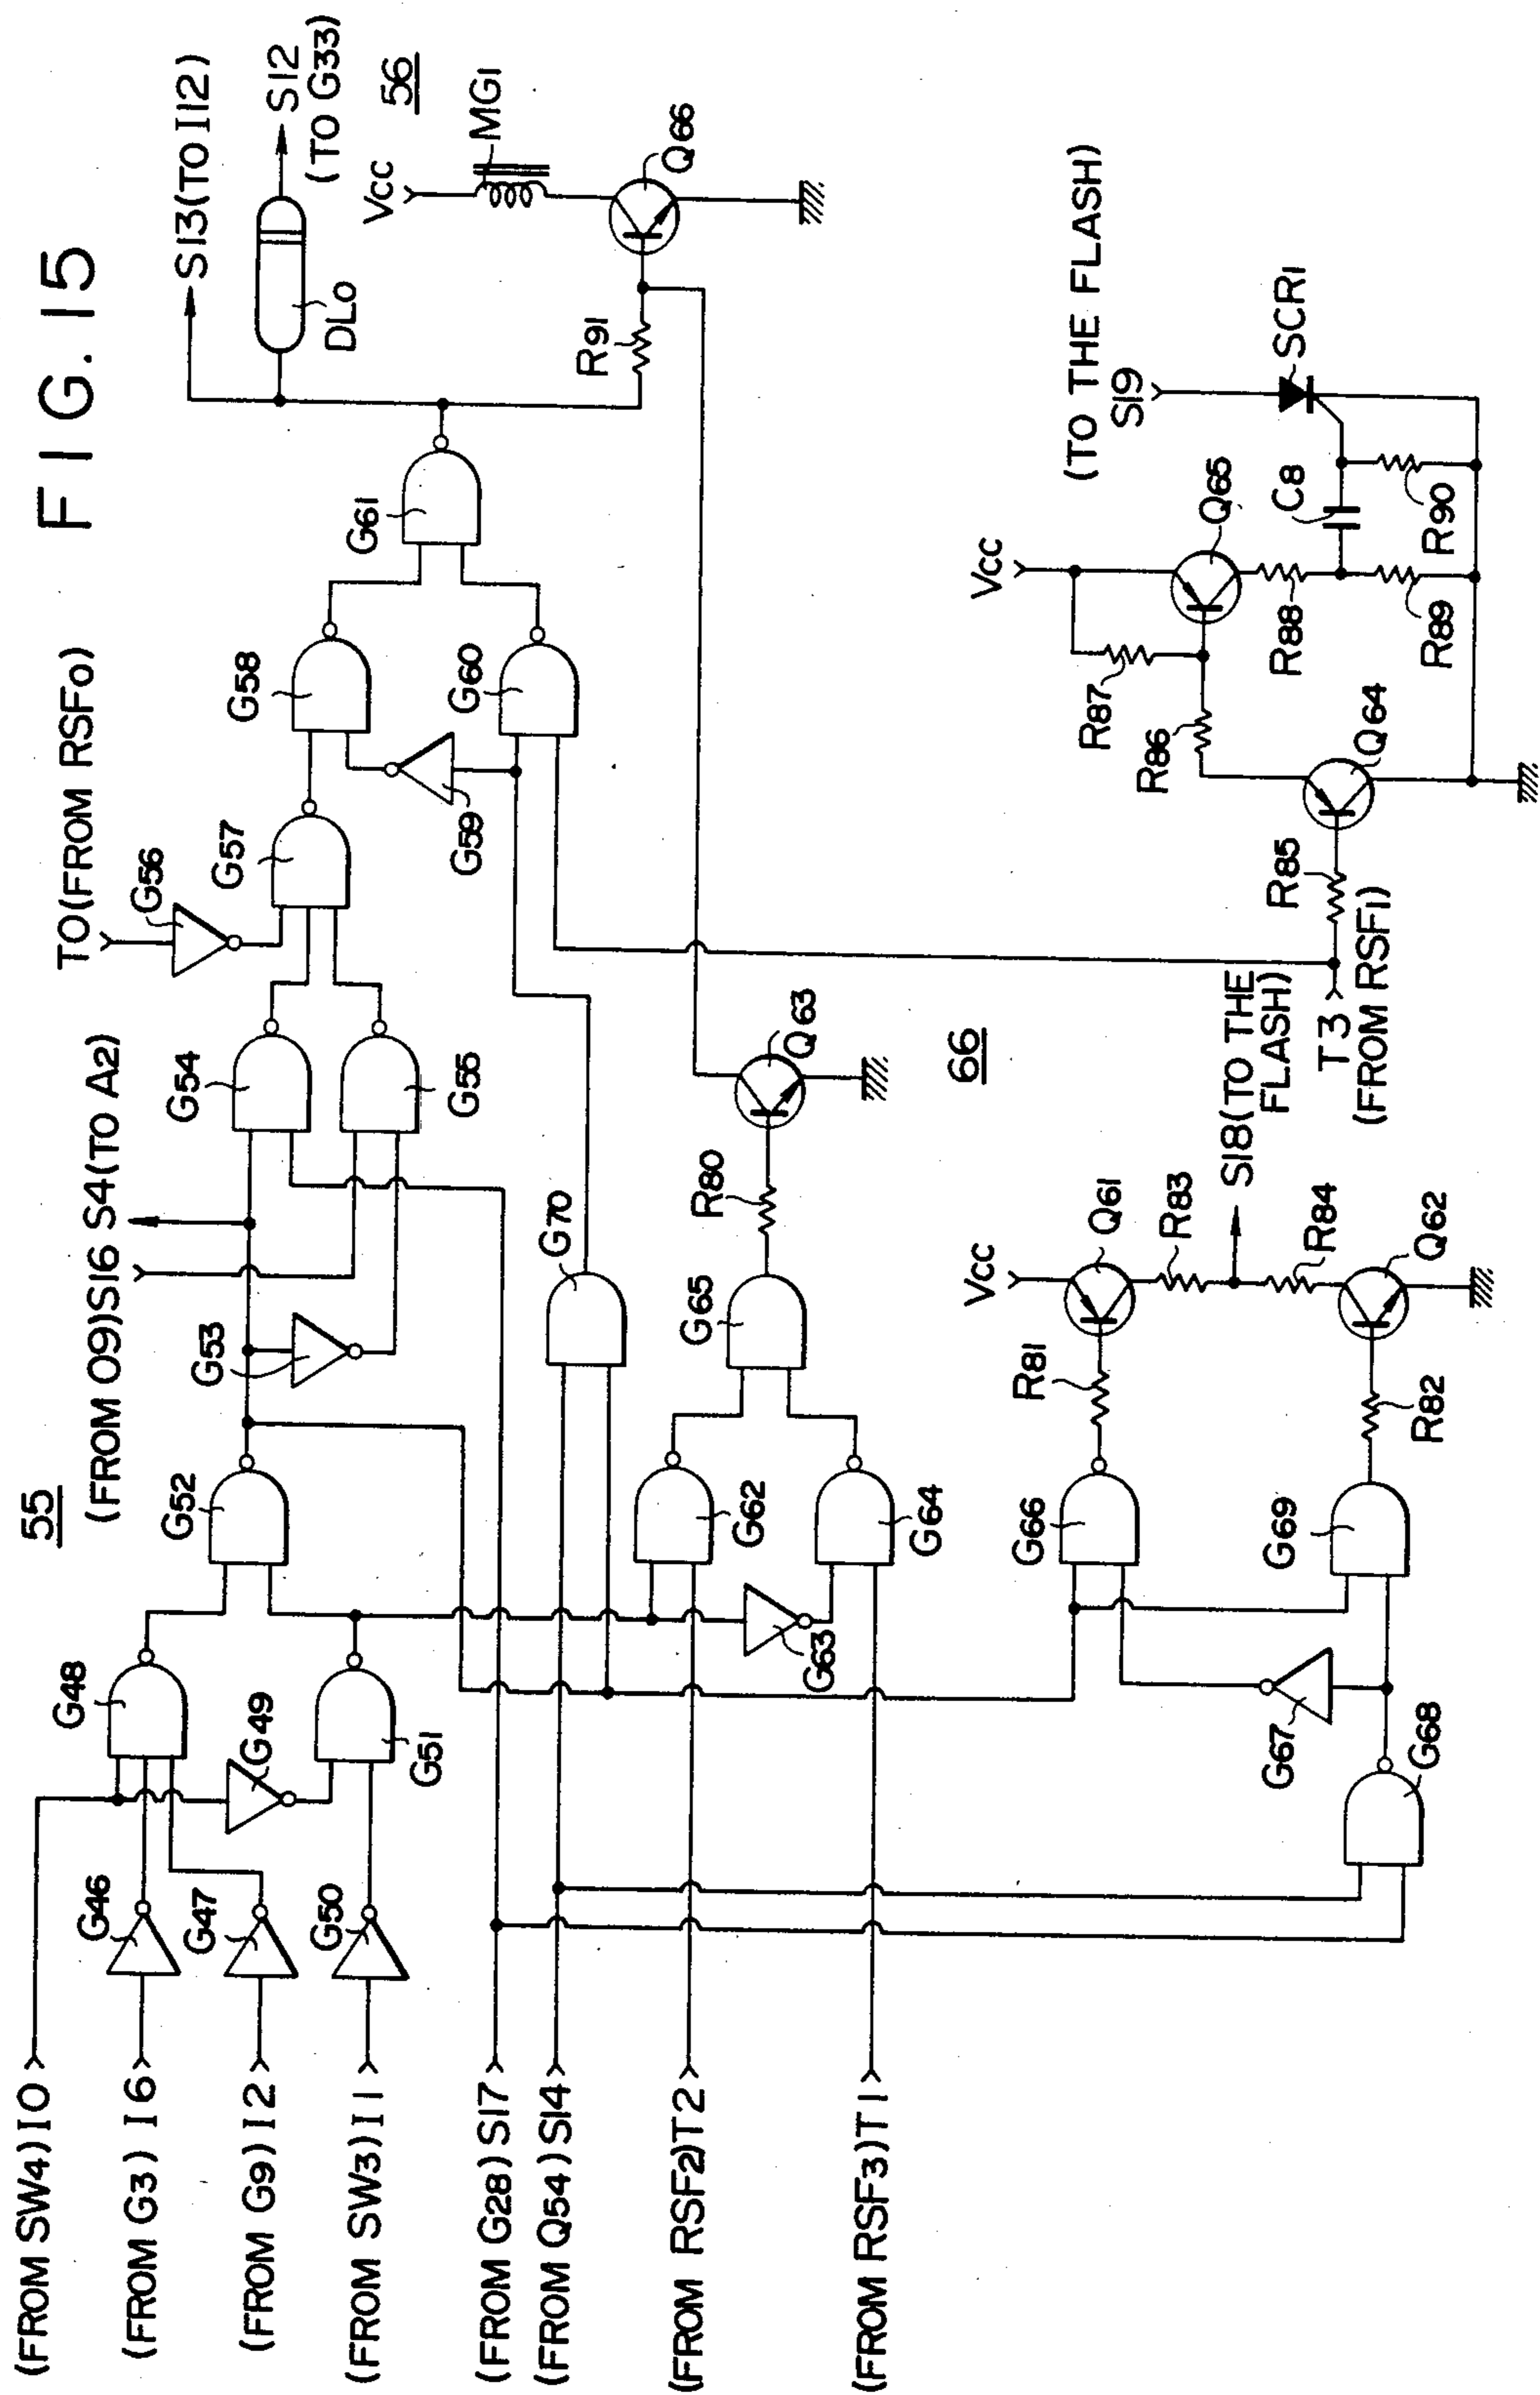 FIG. 15
(FROM SW4) I0
(FROM G3) I6
(FROM G9) I2
(FROM SW3) I1
(FROM G28) S17
(FROM Q54) S14
(FROM RSF2) T2
(FROM RSF3) T1
55
G46
G47
G50
G48
G49
G51
G52
G53
(FROM O9) S16
S4 (TO A2)
G54
G55
TO (FROM RSF0)
G56
G57
G58
G59
G60
G61
S13 (TO I12)
S12
(TO G33)
DL0
56
Vcc
MG1
R91
Q66
G70
G62
G63
G64
G65
R80
Q63
66
G66
G67
G68
G69
R81
R82
Vcc
Q61
R83
S18 (TO THE
FLASH)
R84
Q62
T3
(FROM RSF1)
R85
Q64
R86
R87
Vcc
Q65
R88
R89
C8
R90
(TO THE FLASH)
S19
SCR1